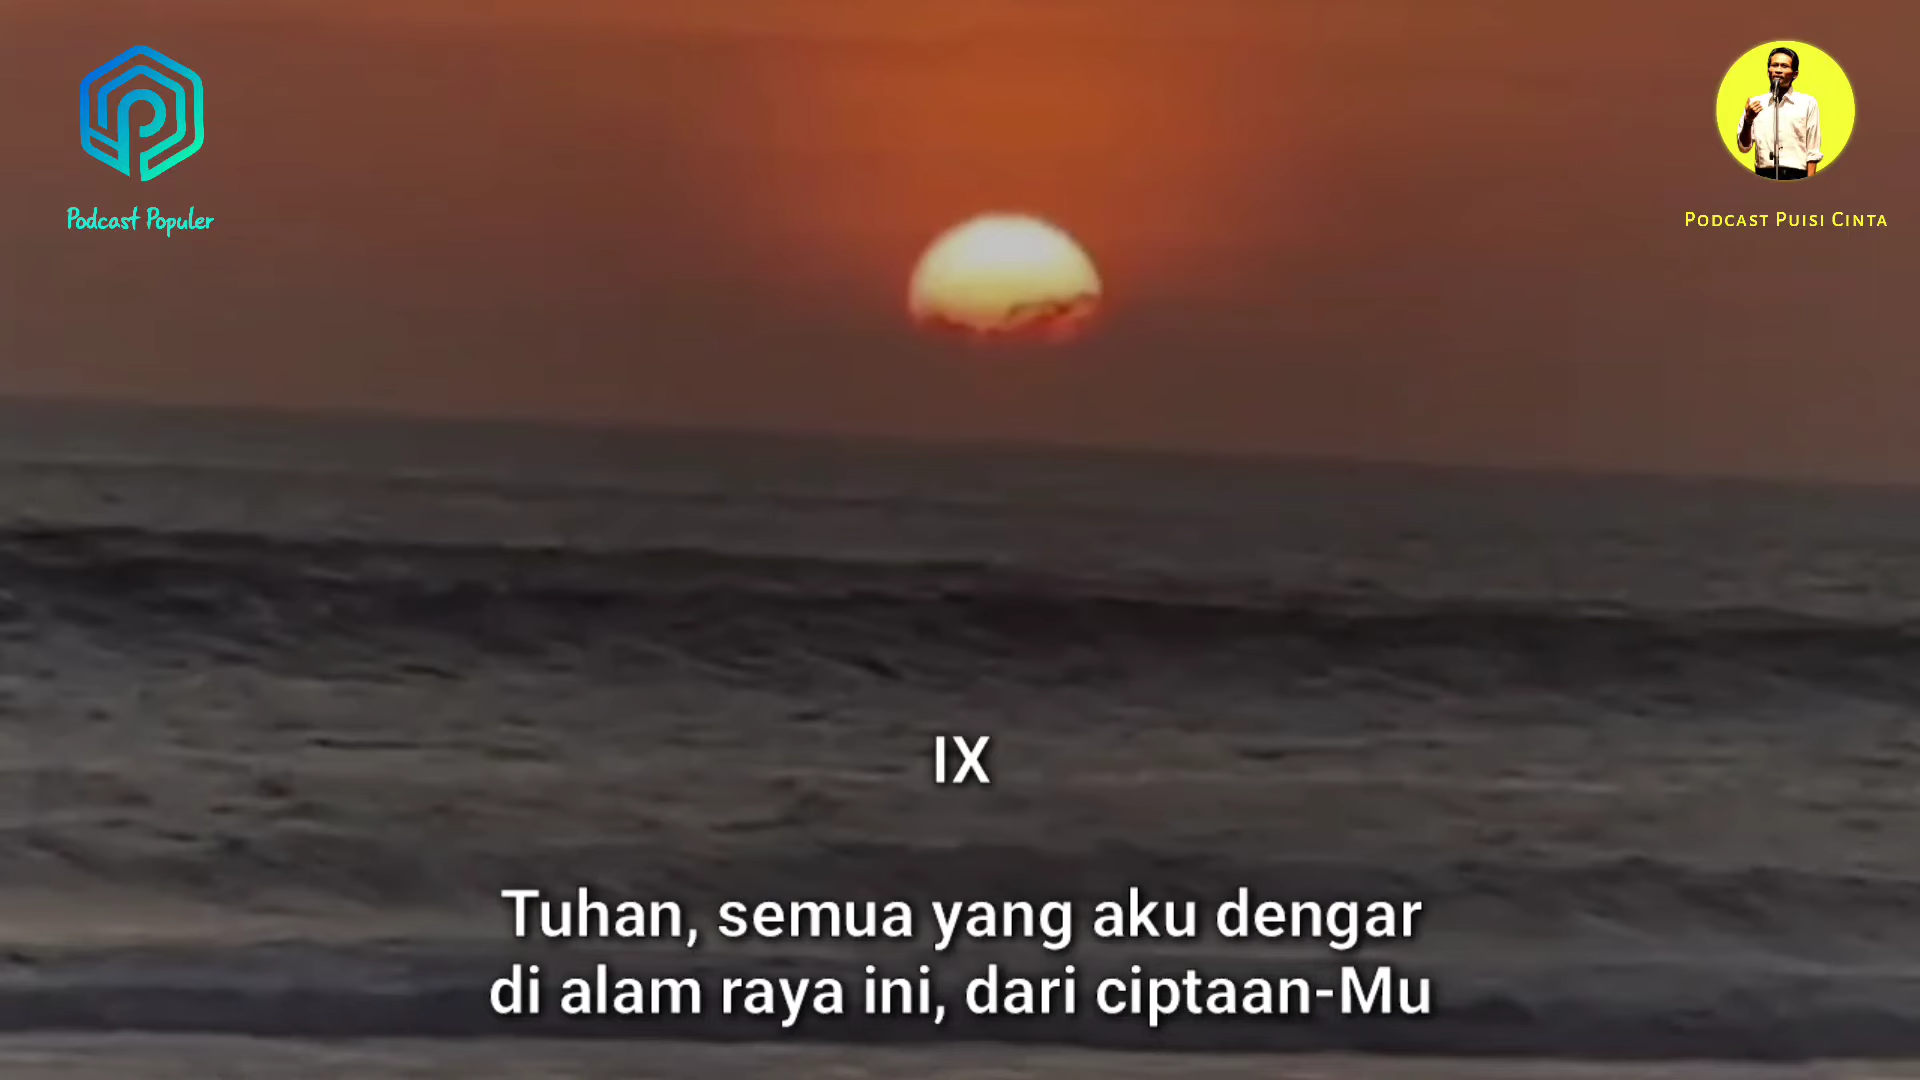 Podcast Populer
Podcast Puisi Cinta
IX
Tuhan, semua yang aku dengar
di alam raya ini, dari ciptaan-Mu